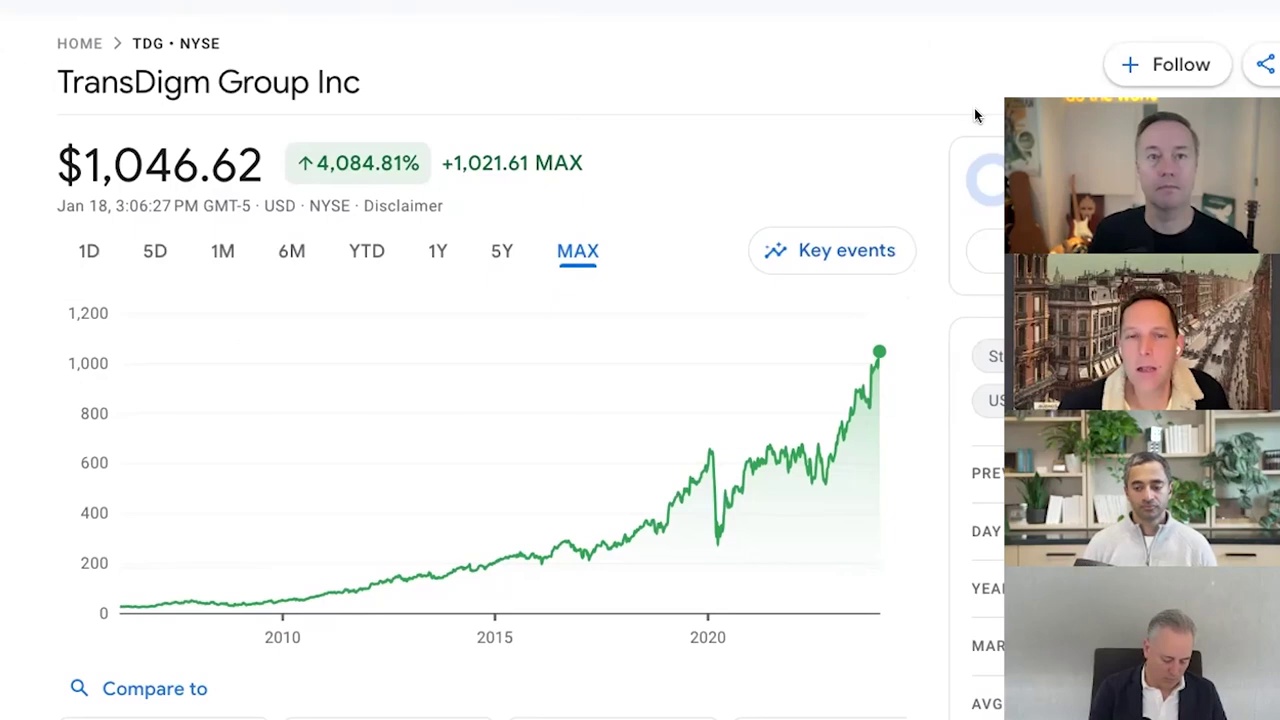 HOME > TDG • NYSE
TransDigm Group Inc
+ Follow
$1,046.62 ↑4,084.81% +1,021.61 MAX
Jan 18, 3:06:27 PM GMT-5 · USD · NYSE · Disclaimer
1D 5D 1M 6M YTD 1Y 5Y MAX
Key events
1,200
1,000
800
600
400
200
0
2010 2015 2020
St
US
PRE
DAY
YEA
MAR
AVG
Compare to